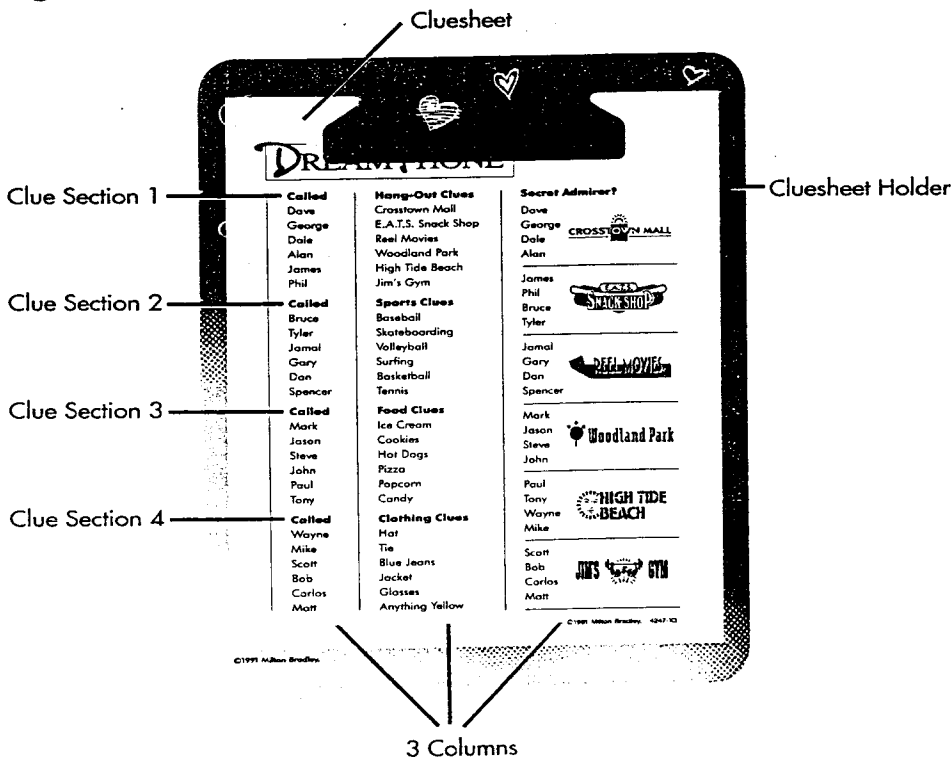 Cluesheet
DREAM PHONE
Clue Section 1
Called
Dave
George
Dale
Alan
James
Phil
Hang-Out Clues
Crosstown Mall
E.A.T.S. Snack Shop
Reel Movies
Woodland Park
High Tide Beach
Jim's Gym
Clue Section 2
Called
Bruce
Tyler
Jamal
Gary
Dan
Spencer
Sports Clues
Baseball
Skateboarding
Volleyball
Surfing
Basketball
Tennis
Clue Section 3
Called
Mark
Jason
Steve
John
Paul
Tony
Food Clues
Ice Cream
Cookies
Hot Dogs
Pizza
Popcorn
Candy
Clue Section 4
Called
Wayne
Mike
Scott
Bob
Carlos
Matt
Clothing Clues
Hat
Tie
Blue Jeans
Jacket
Glasses
Anything Yellow
Secret Admirer?
Dave
George
Dale
Alan
CROSSTOWN MALL
James
Phil
Bruce
Tyler
E.A.T.S.
SNACK SHOP
Jamal
Gary
Dan
Spencer
REEL MOVIES
Mark
Jason
Steve
John
Woodland Park
Paul
Tony
Wayne
Mike
HIGH TIDE
BEACH
Scott
Bob
Carlos
Matt
JIM'S GYM
©1991 Milton Bradley. 4247-X3
©1991 Milton Bradley.
Cluesheet Holder
3 Columns